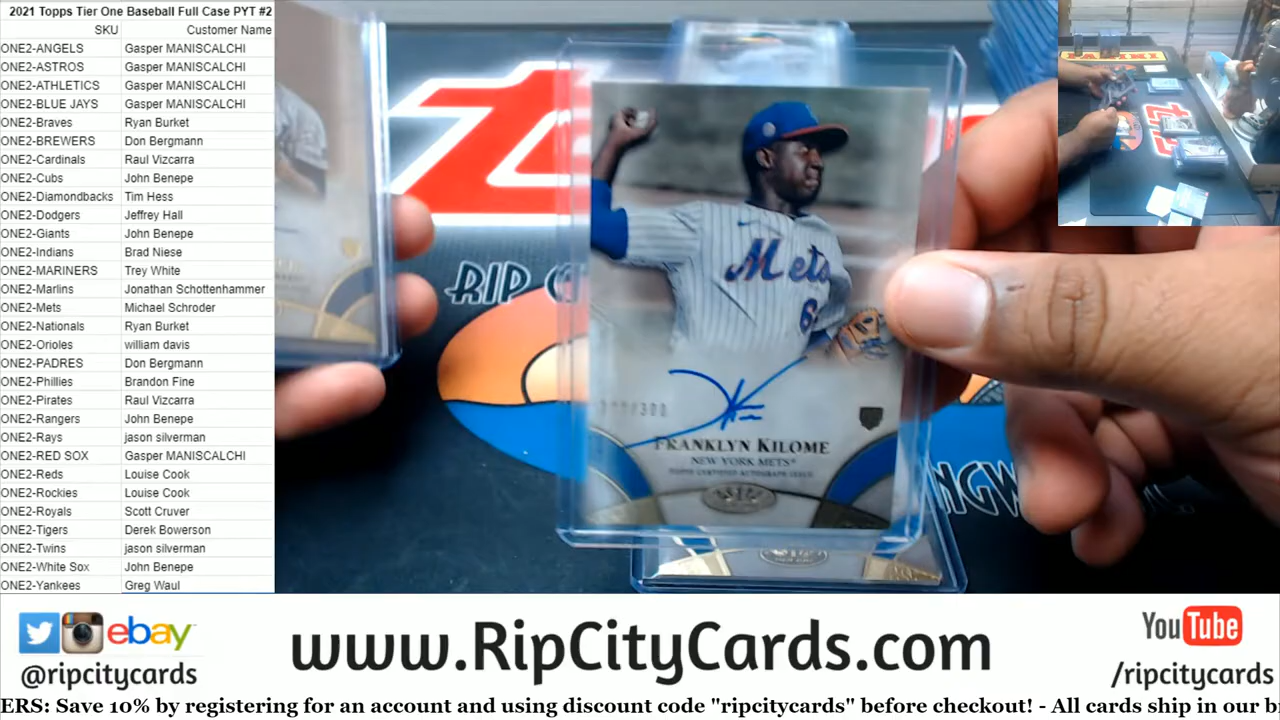 2021 Topps Tier One Baseball Full Case PYT #2
SKU Customer Name
ONE2-ANGELS Gasper MANISCALCHI
ONE2-ASTROS Gasper MANISCALCHI
ONE2-ATHLETICS Gasper MANISCALCHI
ONE2-BLUE JAYS Gasper MANISCALCHI
ONE2-Braves Ryan Burket
ONE2-BREWERS Don Bergmann
ONE2-Cardinals Raul Vizcarra
ONE2-Cubs John Benepe
ONE2-Diamondbacks Tim Hess
ONE2-Dodgers Jeffrey Hall
ONE2-Giants John Benepe
ONE2-Indians Brad Niese
ONE2-MARINERS Trey White
ONE2-Marlins Jonathan Schottenhammer
ONE2-Mets Michael Schroder
ONE2-Nationals Ryan Burket
ONE2-Orioles william davis
ONE2-PADRES Don Bergmann
ONE2-Phillies Brandon Fine
ONE2-Pirates Raul Vizcarra
ONE2-Rangers John Benepe
ONE2-Rays jason silverman
ONE2-RED SOX Gasper MANISCALCHI
ONE2-Reds Louise Cook
ONE2-Rockies Louise Cook
ONE2-Royals Scott Cruver
ONE2-Tigers Derek Bowerson
ONE2-Twins jason silverman
ONE2-White Sox John Benepe
ONE2-Yankees Greg Waul
PANINI
RIP C
Mets
6
/300
FRANKLYN KILOME
NEW YORK METS
TOPPS CERTIFIED AUTOGRAPH ISSUE
NGW
ebay
@ripcitycards
www.RipCityCards.com
YouTube
/ripcitycards
ERS: Save 10% by registering for an account and using discount code "ripcitycards" before checkout! - All cards ship in our b